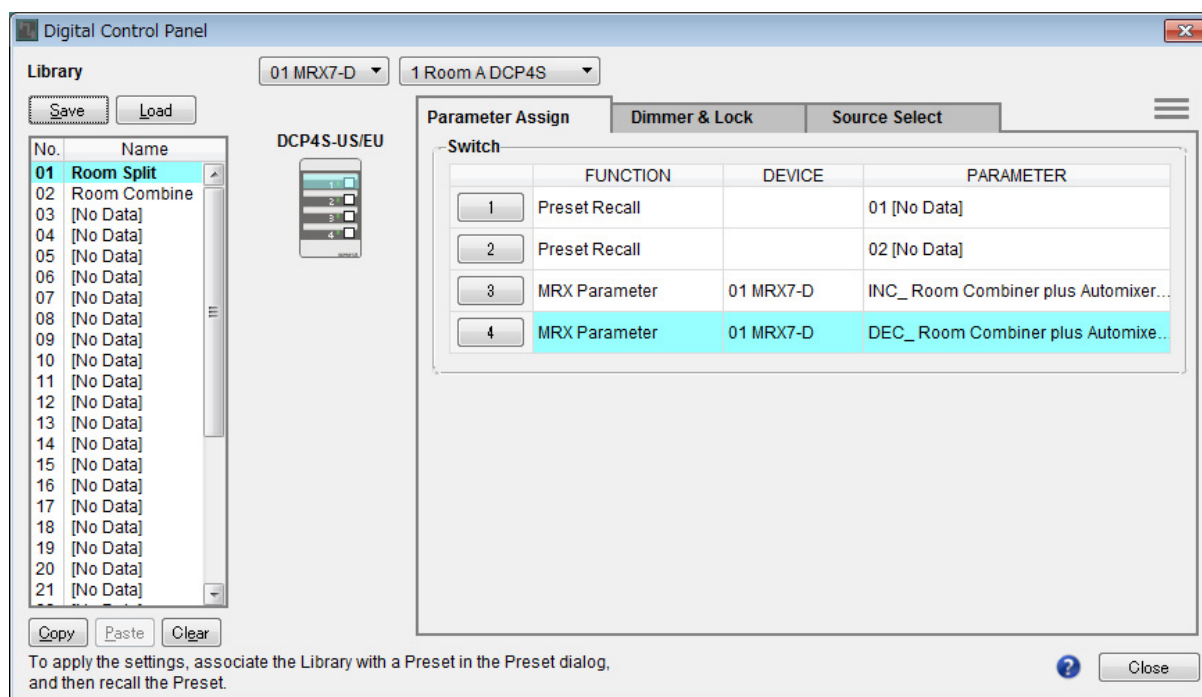 Digital Control Panel
Library
01 MRX7-D
1 Room A DCP4S
Save Load
Parameter Assign Dimmer & Lock Source Select
DCP4S-US/EU
1
2
3
4
Switch
FUNCTION DEVICE PARAMETER
1 Preset Recall 01 [No Data]
2 Preset Recall 02 [No Data]
3 MRX Parameter 01 MRX7-D INC_ Room Combiner plus Automixer...
4 MRX Parameter 01 MRX7-D DEC_ Room Combiner plus Automixe...
No. Name
01 Room Split
02 Room Combine
03 [No Data]
04 [No Data]
05 [No Data]
06 [No Data]
07 [No Data]
08 [No Data]
09 [No Data]
10 [No Data]
11 [No Data]
12 [No Data]
13 [No Data]
14 [No Data]
15 [No Data]
16 [No Data]
17 [No Data]
18 [No Data]
19 [No Data]
20 [No Data]
21 [No Data]
Copy Paste Clear
To apply the settings, associate the Library with a Preset in the Preset dialog,
and then recall the Preset.
? Close